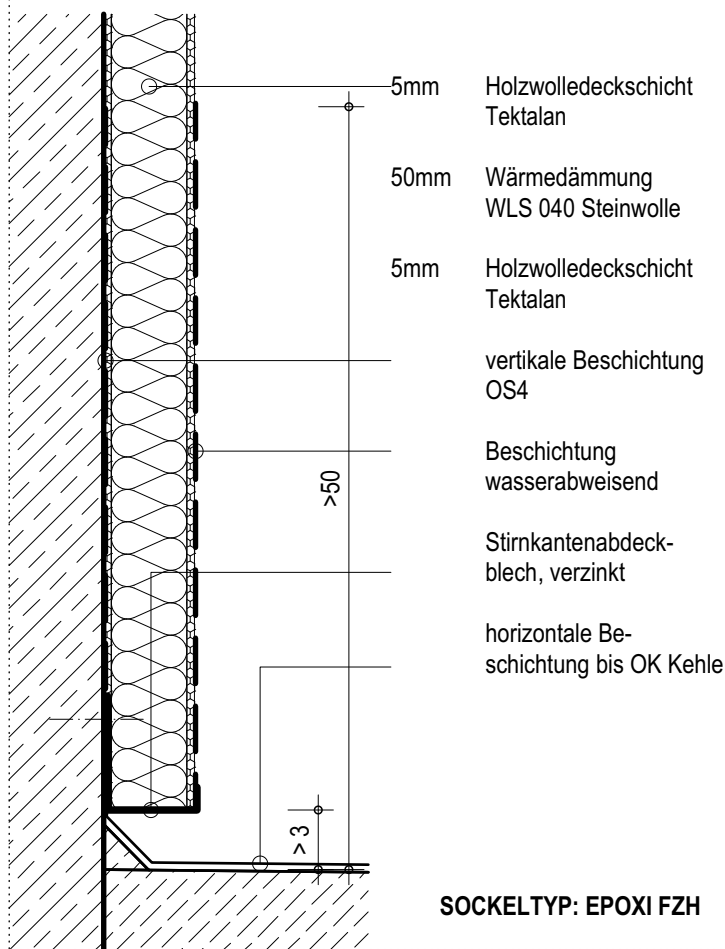 5mm Holzwolledeckschicht
Tektalan
50mm Wärmedämmung
WLS 040 Steinwolle
5mm Holzwolledeckschicht
Tektalan
vertikale Beschichtung
OS4
Beschichtung
wasserabweisend
>50
Stirnkantenabdeck-
blech, verzinkt
horizontale Be-
schichtung bis OK Kehle
> 3
SOCKELTYP: EPOXI FZH